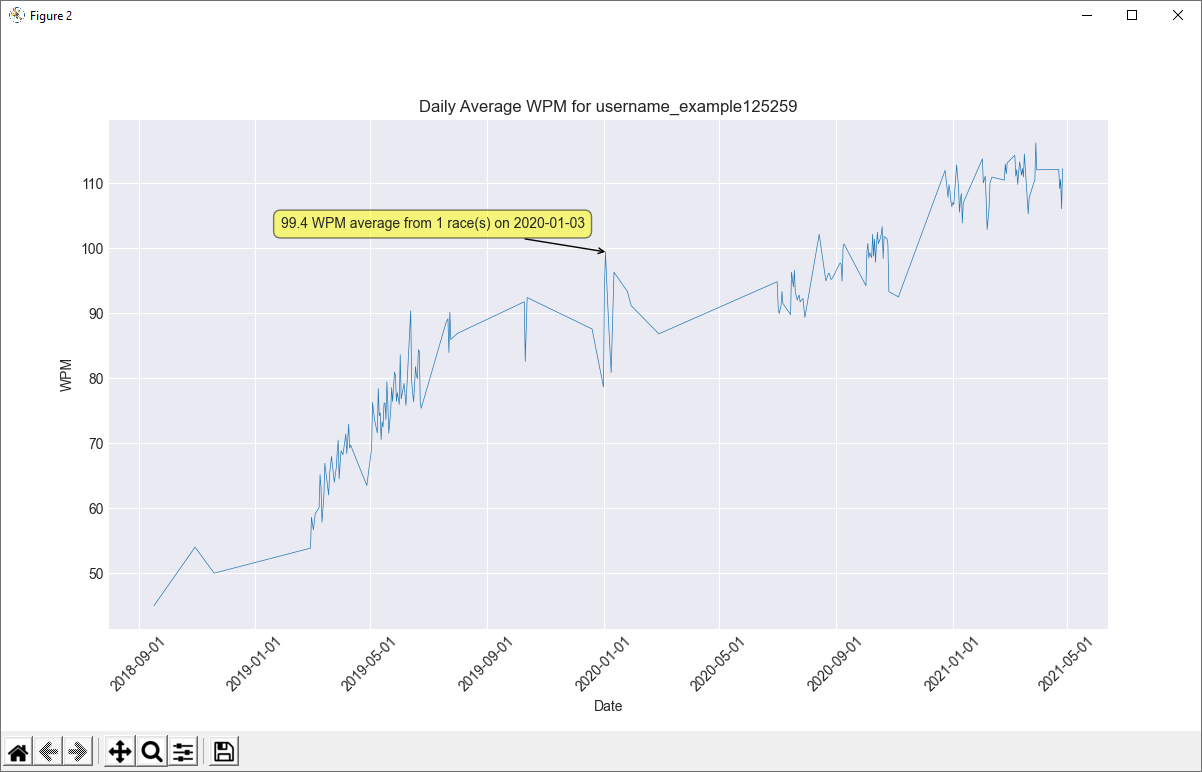 Figure 2
Daily Average WPM for username_example125259
110
99.4 WPM average from 1 race(s) on 2020-01-03
100
90
WPM
80
70
60
50
2018-09-01 2019-01-01 2019-05-01 2019-09-01 2020-01-01 2020-05-01 2020-09-01 2021-01-01 2021-05-01
Date